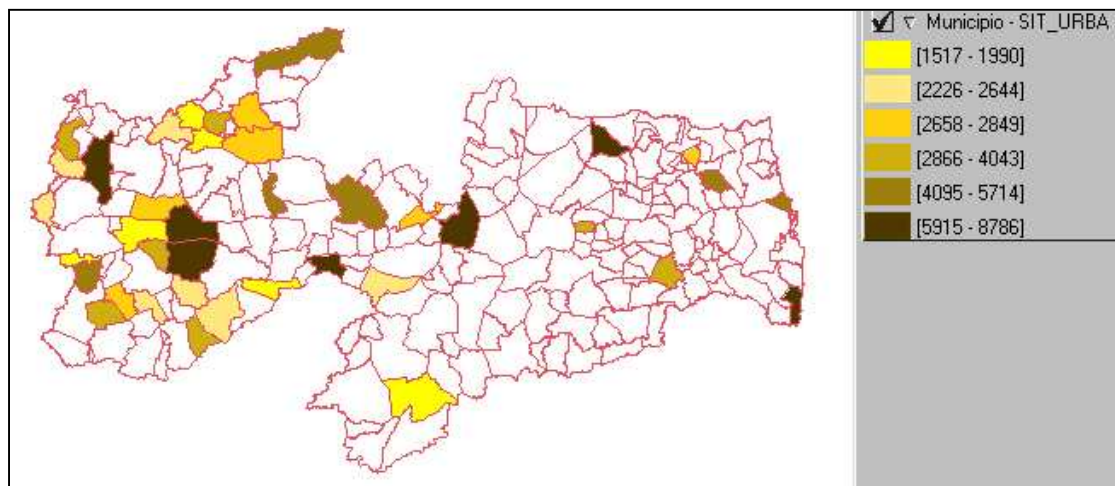 Municipio - SIT_URBA
[1517 - 1990]
[2226 - 2644]
[2658 - 2849]
[2866 - 4043]
[4095 - 5714]
[5915 - 8786]